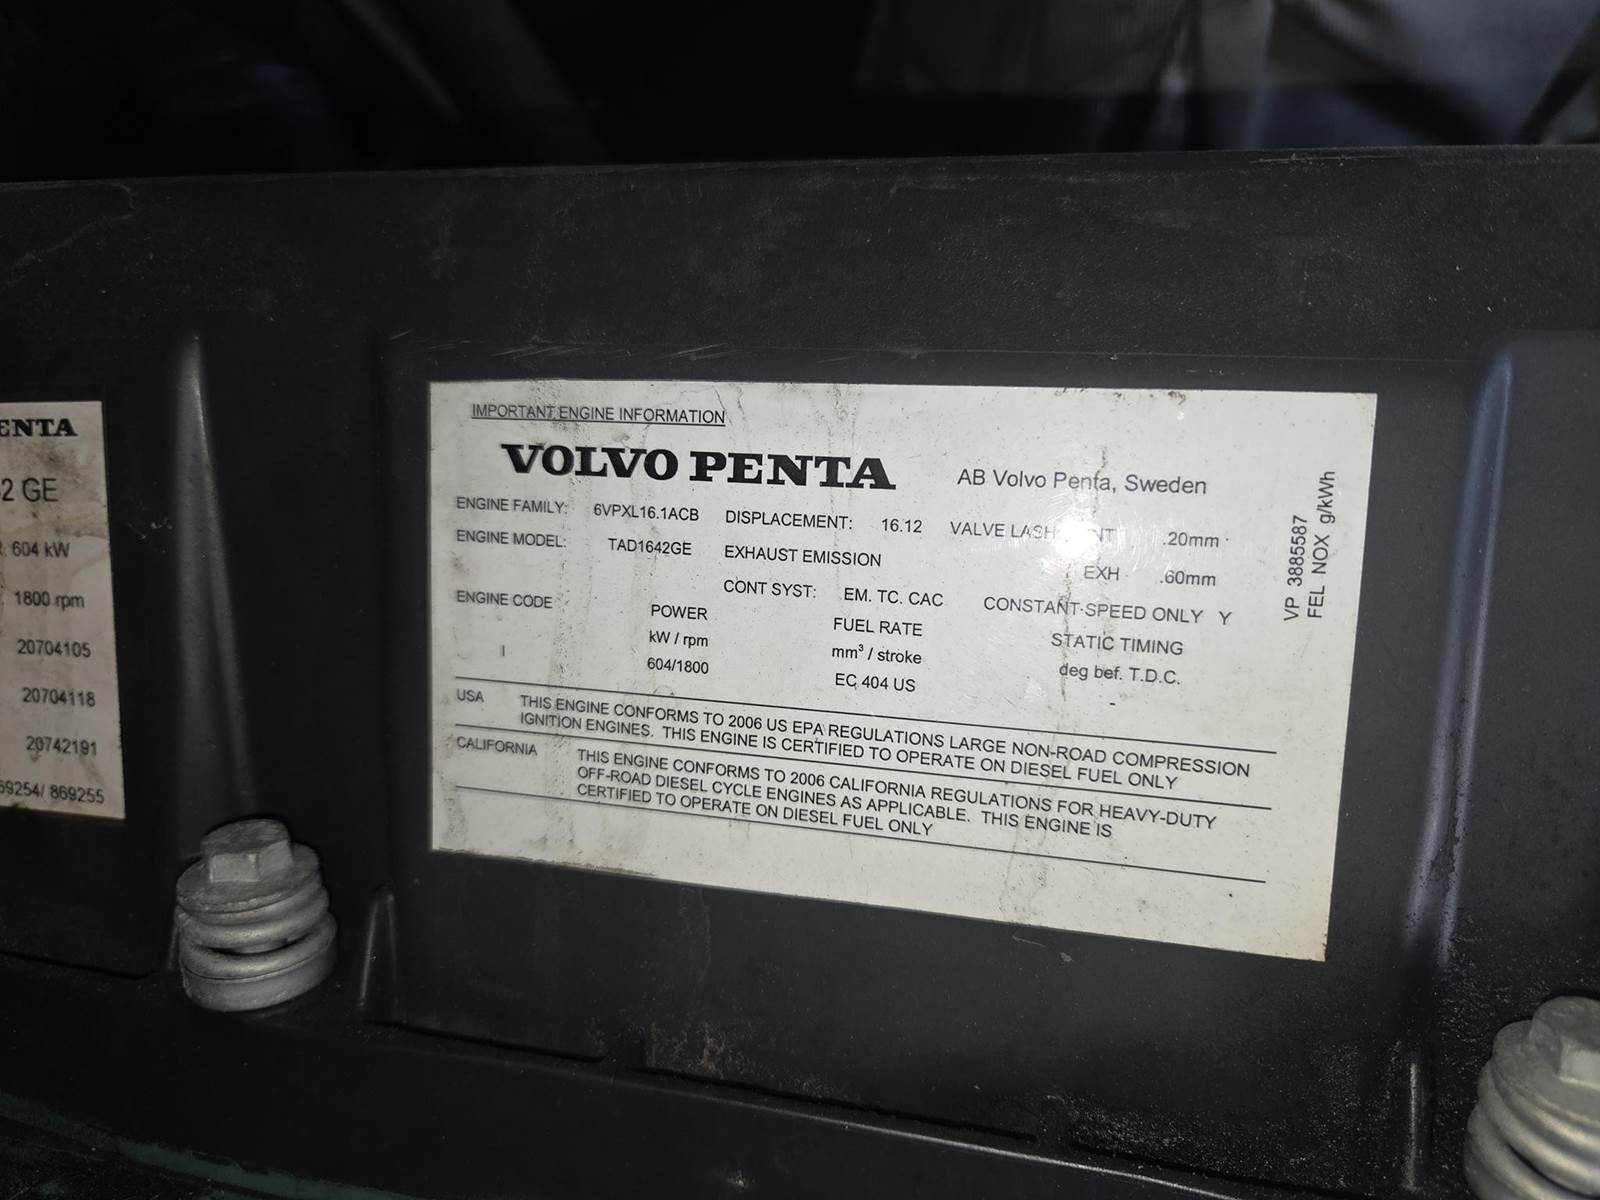 ENTA
2 GE
604 kW
1800 rpm
20704105
20704118
20742191
69254/ 869255
IMPORTANT ENGINE INFORMATION
VOLVO PENTA
AB Volvo Penta, Sweden
ENGINE FAMILY: 6VPXL16.1ACB DISPLACEMENT: 16.12 VALVE LASH .20mm
ENGINE MODEL: TAD1642GE EXHAUST EMISSION EXH .60mm
CONT SYST: EM. TC. CAC CONSTANT SPEED ONLY Y
ENGINE CODE POWER FUEL RATE STATIC TIMING
kW / rpm mm³ / stroke deg bef. T.D.C.
I 604/1800 EC 404 US
USA THIS ENGINE CONFORMS TO 2006 US EPA REGULATIONS LARGE NON-ROAD COMPRESSION
IGNITION ENGINES. THIS ENGINE IS CERTIFIED TO OPERATE ON DIESEL FUEL ONLY
CALIFORNIA THIS ENGINE CONFORMS TO 2006 CALIFORNIA REGULATIONS FOR HEAVY-DUTY
OFF-ROAD DIESEL CYCLE ENGINES AS APPLICABLE. THIS ENGINE IS
CERTIFIED TO OPERATE ON DIESEL FUEL ONLY
VP 3885587
FEL NOX g/kWh